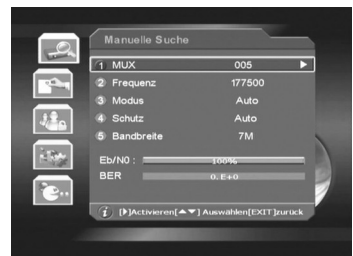 Manuelle Suche
1 MUX 005
2 Frequenz 177500
3 Modus Auto
4 Schutz Auto
5 Bandbreite 7M
Eb/N0 : 100%
BER 0.E+0
i [▶]Activieren[▲▼]Auswahlen[EXIT]zurück